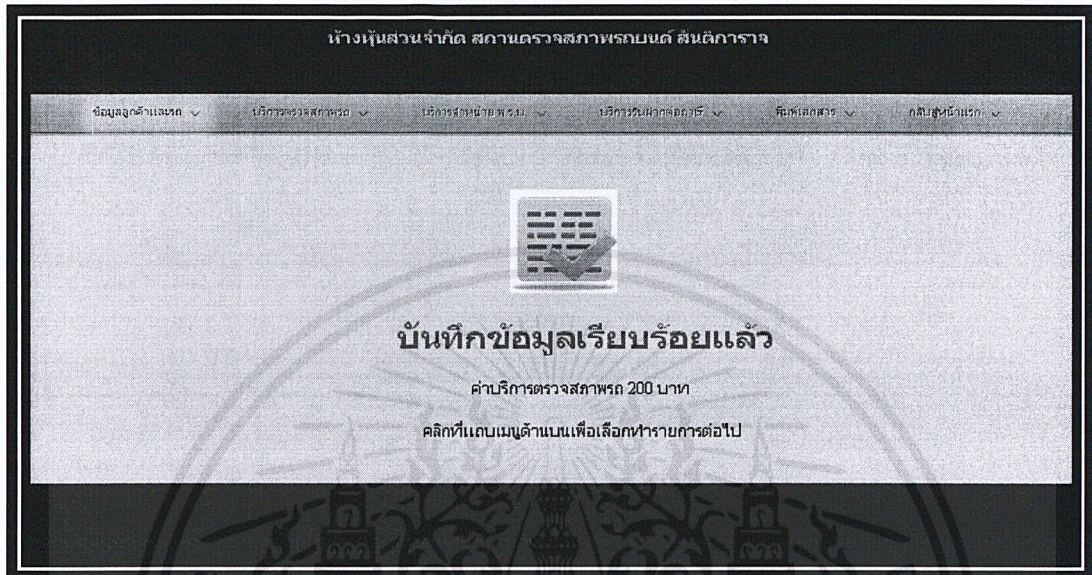 ห้างหุ้นส่วนจำกัด สถานตรวจสภาพรถยนต์ สันติการาจ
ข้อมูลลูกค้าและรถ บริการตรวจสภาพรถ บริการจำหน่าย พ.ร.บ. บริการรับฝากต่อภาษี พิมพ์เอกสาร กลับสู่หน้าแรก
บันทึกข้อมูลเรียบร้อยแล้ว
ค่าบริการตรวจสภาพรถ 200 บาท
คลิกที่แถบเมนูด้านบนเพื่อเลือกทำรายการต่อไป